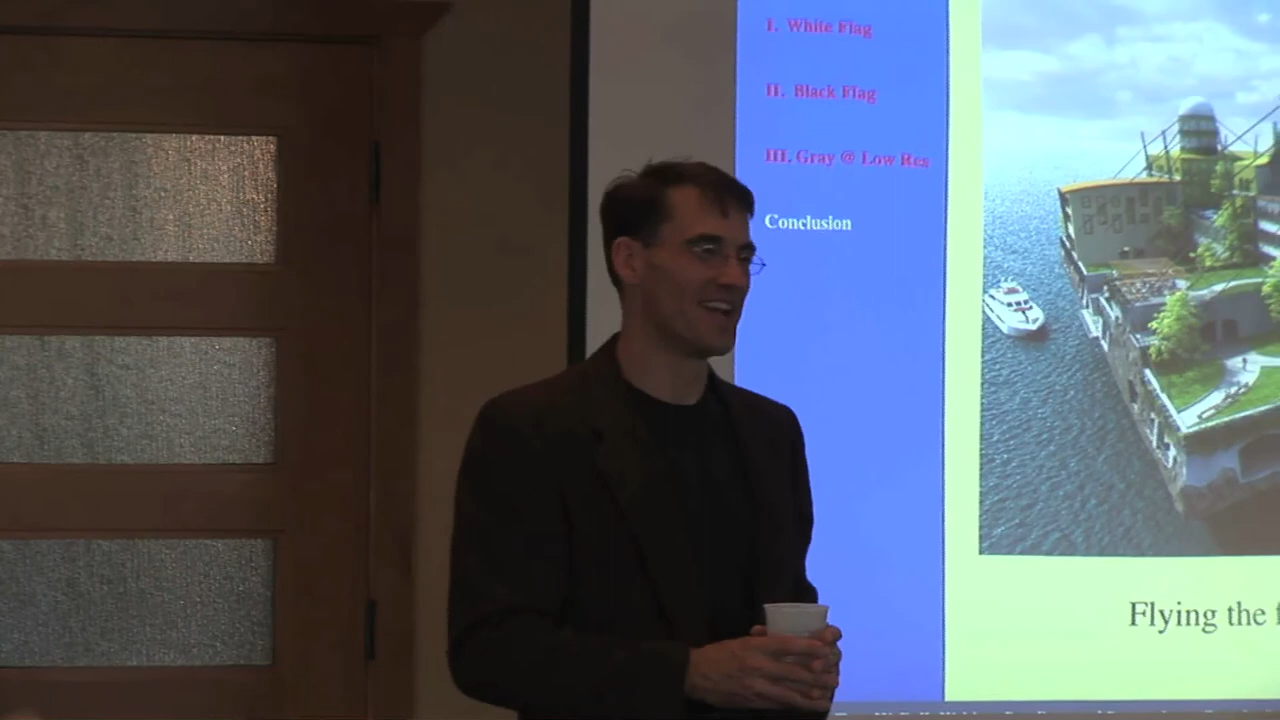 I. White Flag
II. Black Flag
III. Gray @ Low Res
Conclusion
Flying the